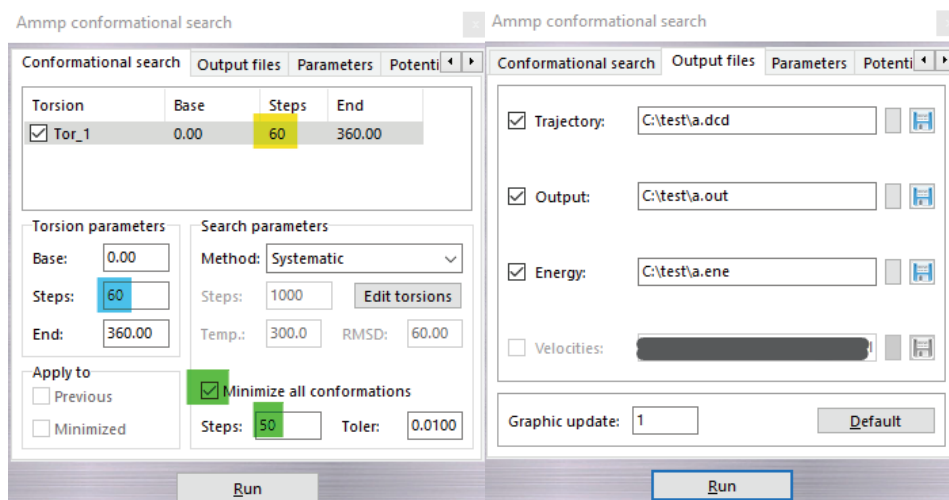 Ammp conformational search
Conformational search Output files Parameters Potenti
Torsion Base Steps End
Tor_1 0.00 60 360.00
Torsion parameters
Base: 0.00
Steps: 60
End: 360.00
Search parameters
Method: Systematic
Steps: 1000 Edit torsions
Temp.: 300.0 RMSD: 60.00
Apply to
Previous
Minimized
Minimize all conformations
Steps: 50 Toler: 0.0100
Run
Ammp conformational search
Conformational search Output files Parameters Potenti
Trajectory: C:\test\a.dcd
Output: C:\test\a.out
Energy: C:\test\a.ene
Velocities:
Graphic update: 1 Default
Run